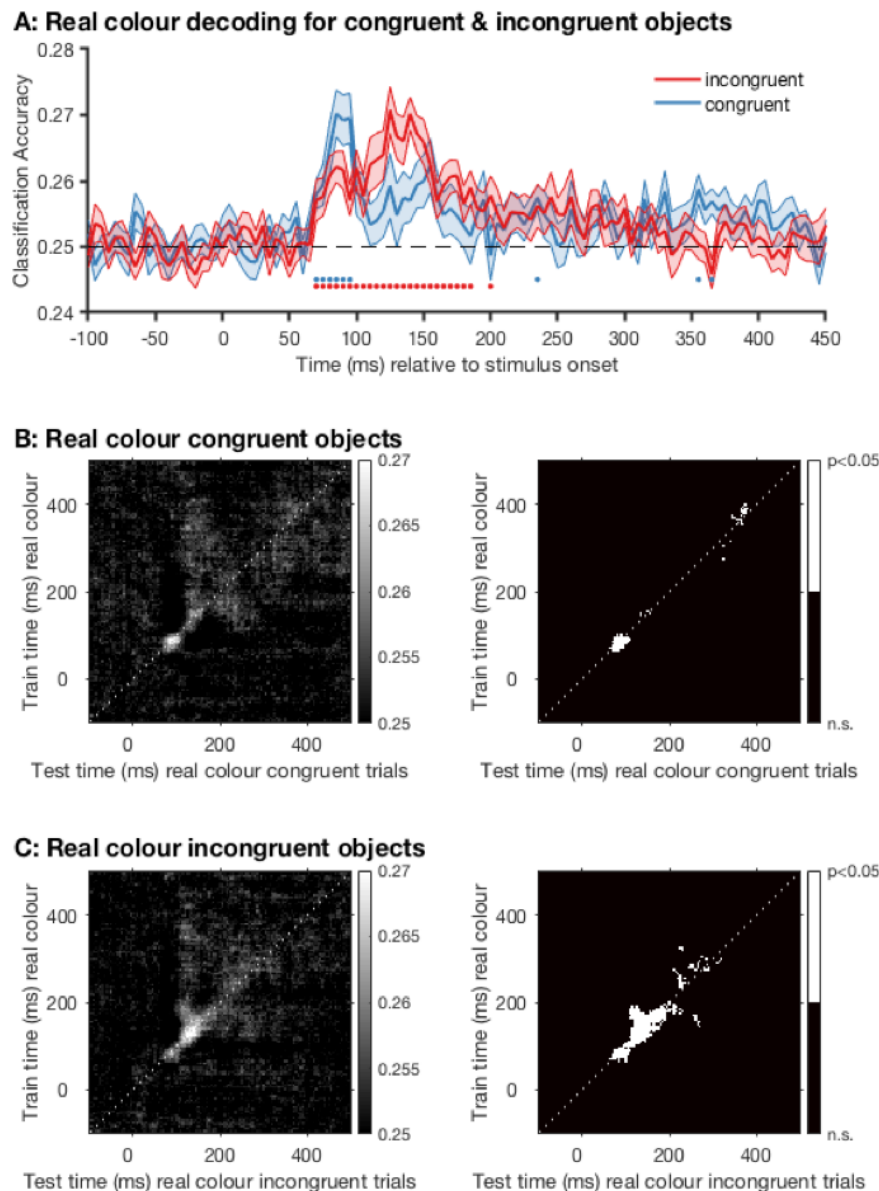 A: Real colour decoding for congruent & incongruent objects
0.28
0.27
0.26
0.25
0.24
Classification Accuracy
incongruent
congruent
-100 -50 0 50 100 150 200 250 300 350 400 450
Time (ms) relative to stimulus onset
B: Real colour congruent objects
Train time (ms) real colour
400
200
0
0 200 400
Test time (ms) real colour congruent trials
0.27
0.265
0.26
0.255
0.25
Train time (ms) real colour
400
200
0
0 200 400
Test time (ms) real colour congruent trials
p<0.05
n.s.
C: Real colour incongruent objects
Train time (ms) real colour
400
200
0
0 200 400
Test time (ms) real colour incongruent trials
0.27
0.265
0.26
0.255
0.25
Train time (ms) real colour
400
200
0
0 200 400
Test time (ms) real colour incongruent trials
p<0.05
n.s.